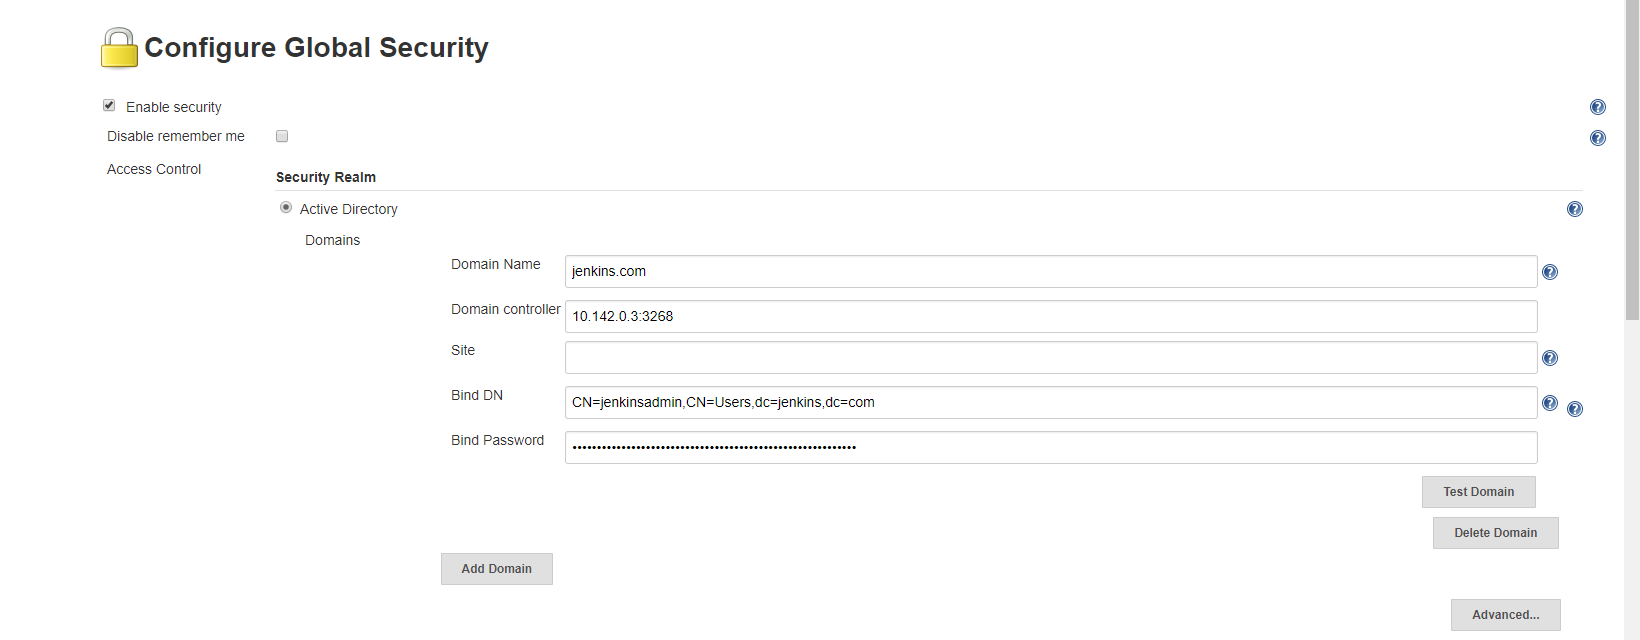 Configure Global Security
Enable security
Disable remember me
Access Control
Security Realm
Active Directory
Domains
Domain Name
jenkins.com
Domain controller
10.142.0.3:3268
Site
Bind DN
CN=jenkinsadmin,CN=Users,dc=jenkins,dc=com
Bind Password
Test Domain
Delete Domain
Add Domain
Advanced...